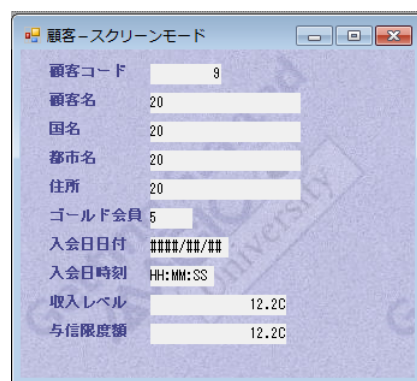 顧客-スクリーンモード
顧客コード 9
顧客名 20
国名 20
都市名 20
住所 20
ゴールド会員 5
入会日日付 ####/##/##
入会日時刻 HH:MM:SS
収入レベル 12.2C
与信限度額 12.2C
University